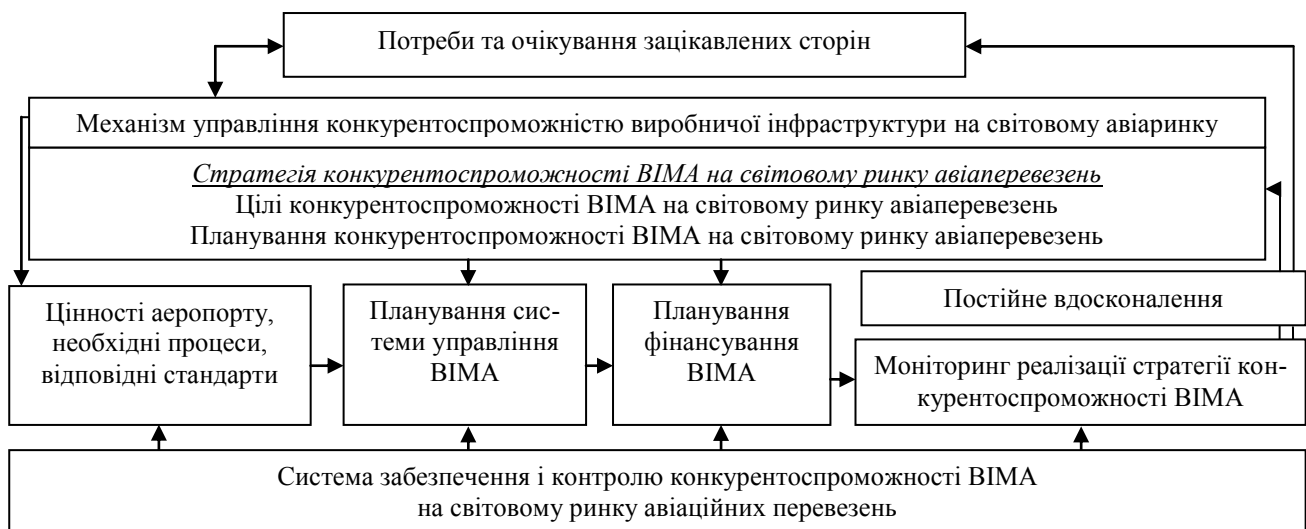 Потреби та очікування зацікавлених сторін
Механізм управління конкурентоспроможністю виробничої інфраструктури на світовому авіаринку
Стратегія конкурентоспроможності ВІМА на світовому ринку авіаперевезень
Цілі конкурентоспроможності ВІМА на світовому ринку авіаперевезень
Планування конкурентоспроможності ВІМА на світовому ринку авіаперевезень
Цінності аеропорту,
необхідні процеси,
відповідні стандарти
Планування сис-
теми управління
ВІМА
Планування
фінансування
ВІМА
Постійне вдосконалення
Моніторинг реалізації стратегії кон-
курентоспроможності ВІМА
Система забезпечення і контролю конкурентоспроможності ВІМА
на світовому ринку авіаційних перевезень